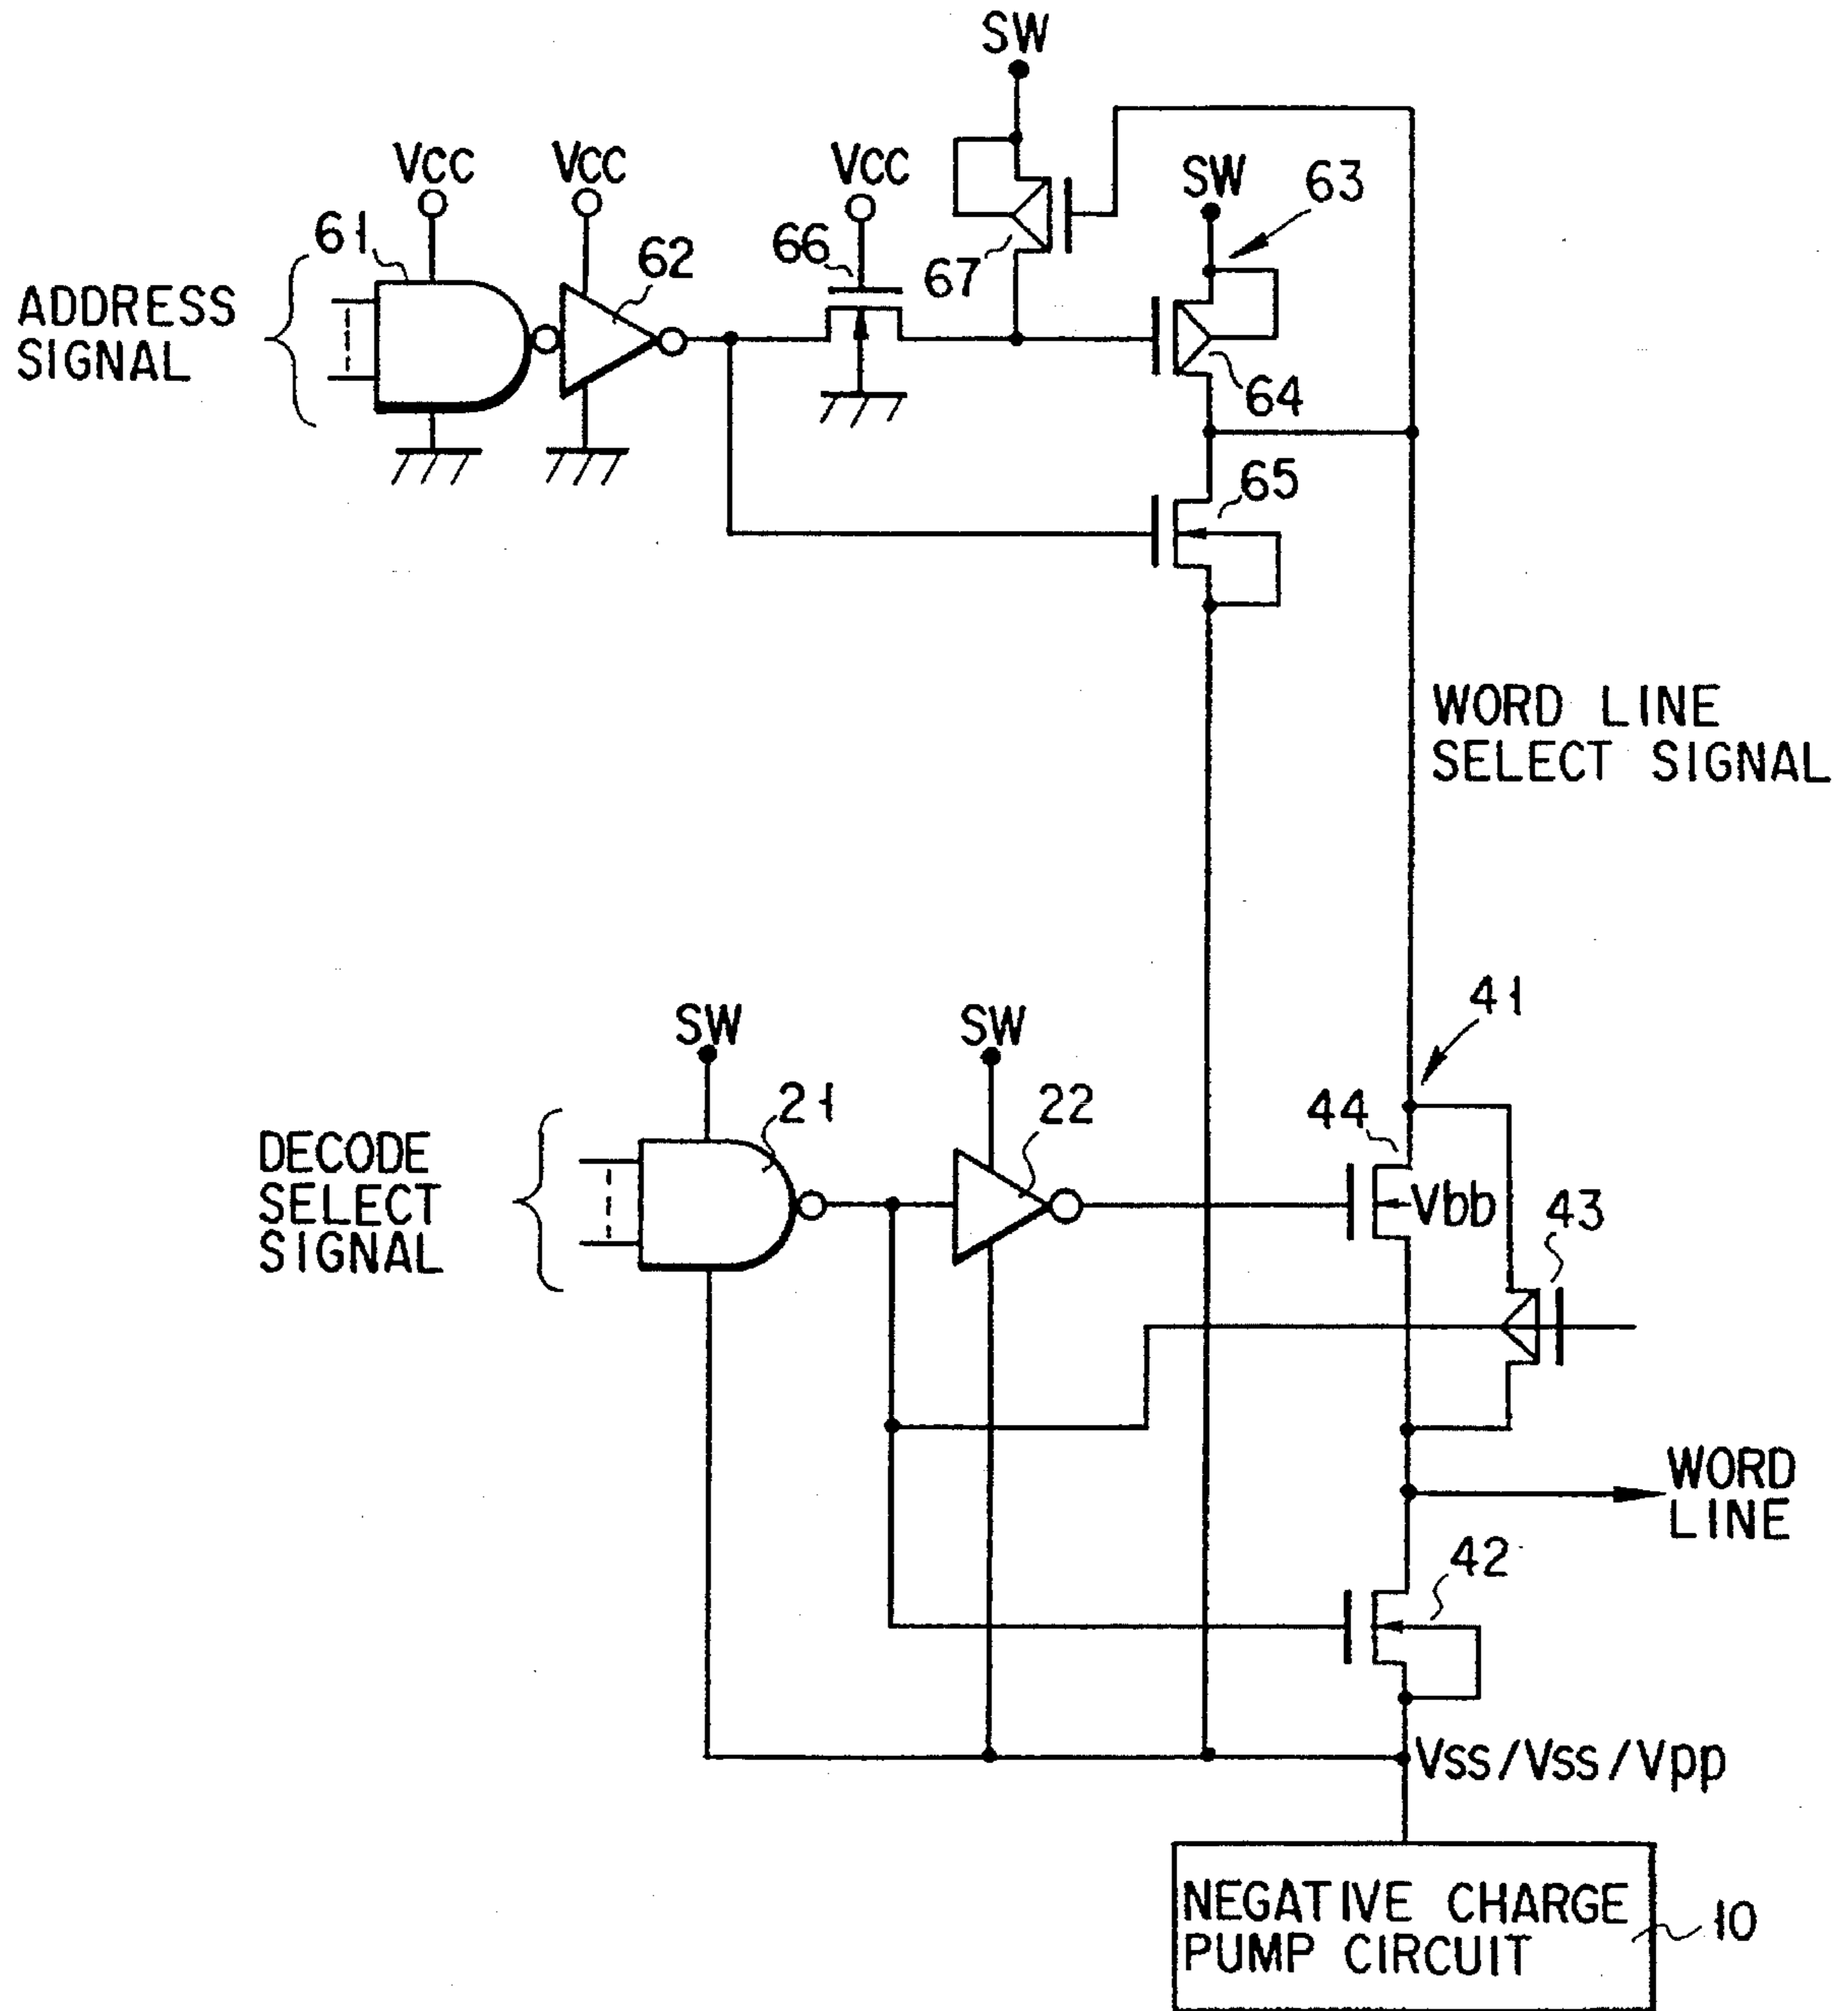 SW
VCC
VCC
VCC
SW
63
61
62
66
67
64
65
ADDRESS
SIGNAL
WORD LINE
SELECT SIGNAL
41
SW
SW
21
22
44
Vbb
43
DECODE
SELECT
SIGNAL
WORD
LINE
42
VSS/VSS/Vpp
NEGATIVE CHARGE
PUMP CIRCUIT
10